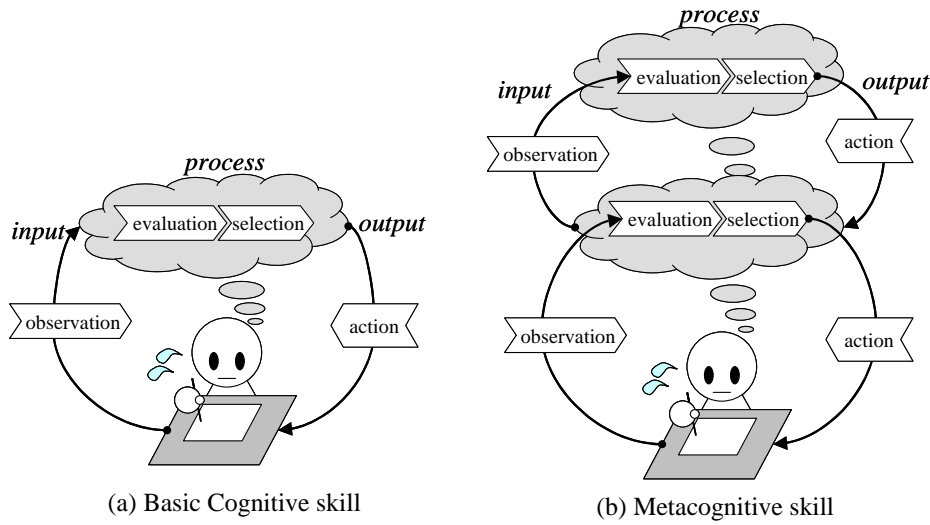 process
evaluation selection
input
output
observation
action
(a) Basic Cognitive skill
process
evaluation selection
input
output
observation
action
evaluation selection
observation
action
(b) Metacognitive skill